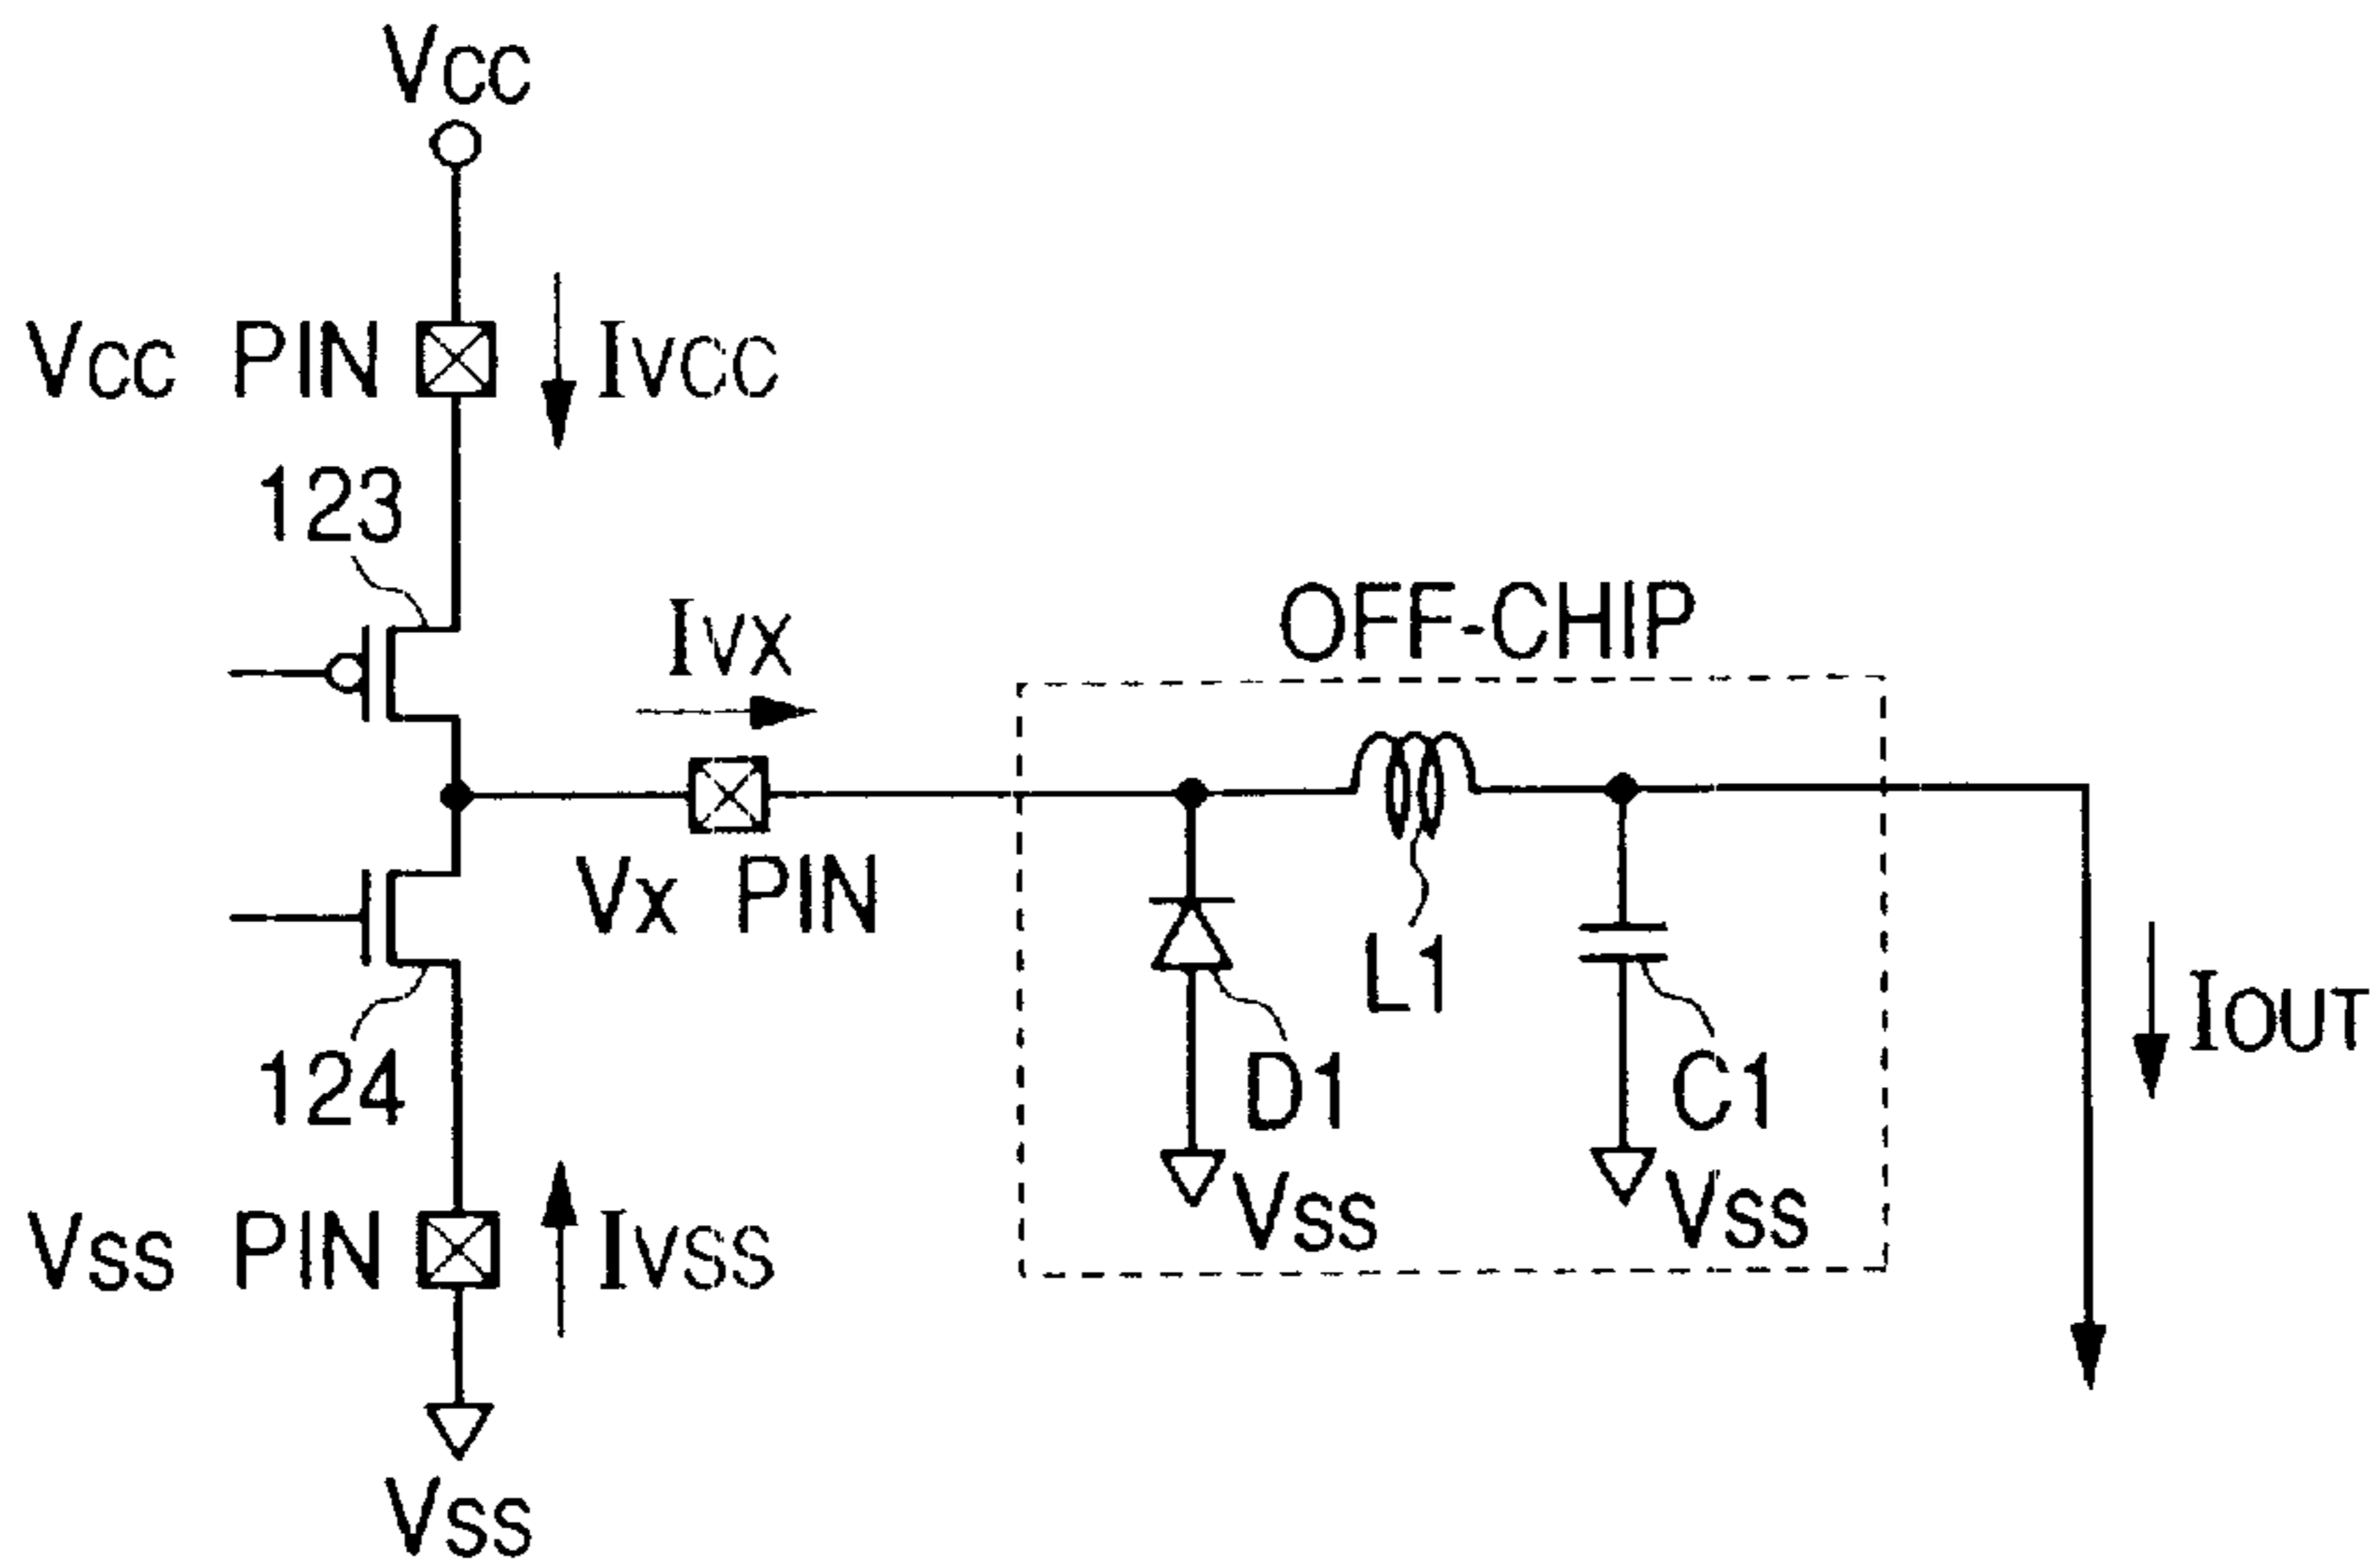 VCC
VCC PIN
IVCC
123
IVX
OFF-CHIP
VX PIN
L1
124
D1
C1
IOUT
VSS
VSS
VSS PIN
IVSS
VSS